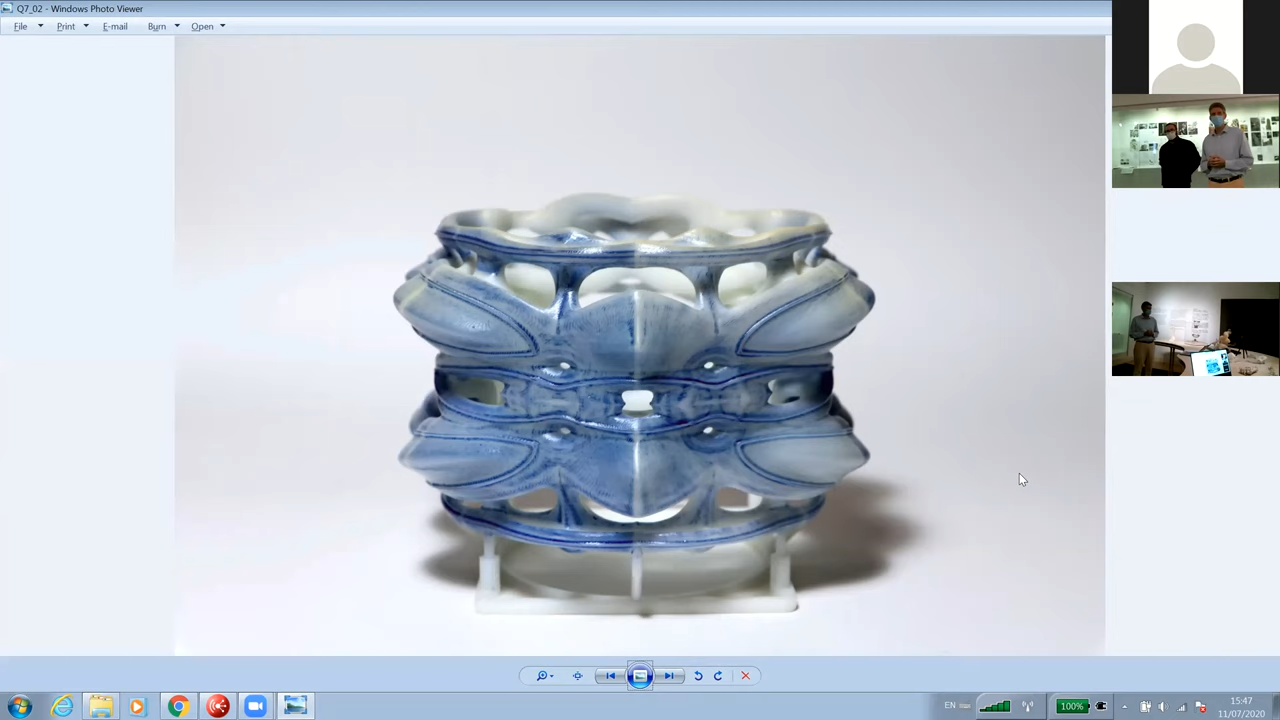 Q7_02 - Windows Photo Viewer
File Print E-mail Burn Open
EN 100% 15:47
11/07/2020